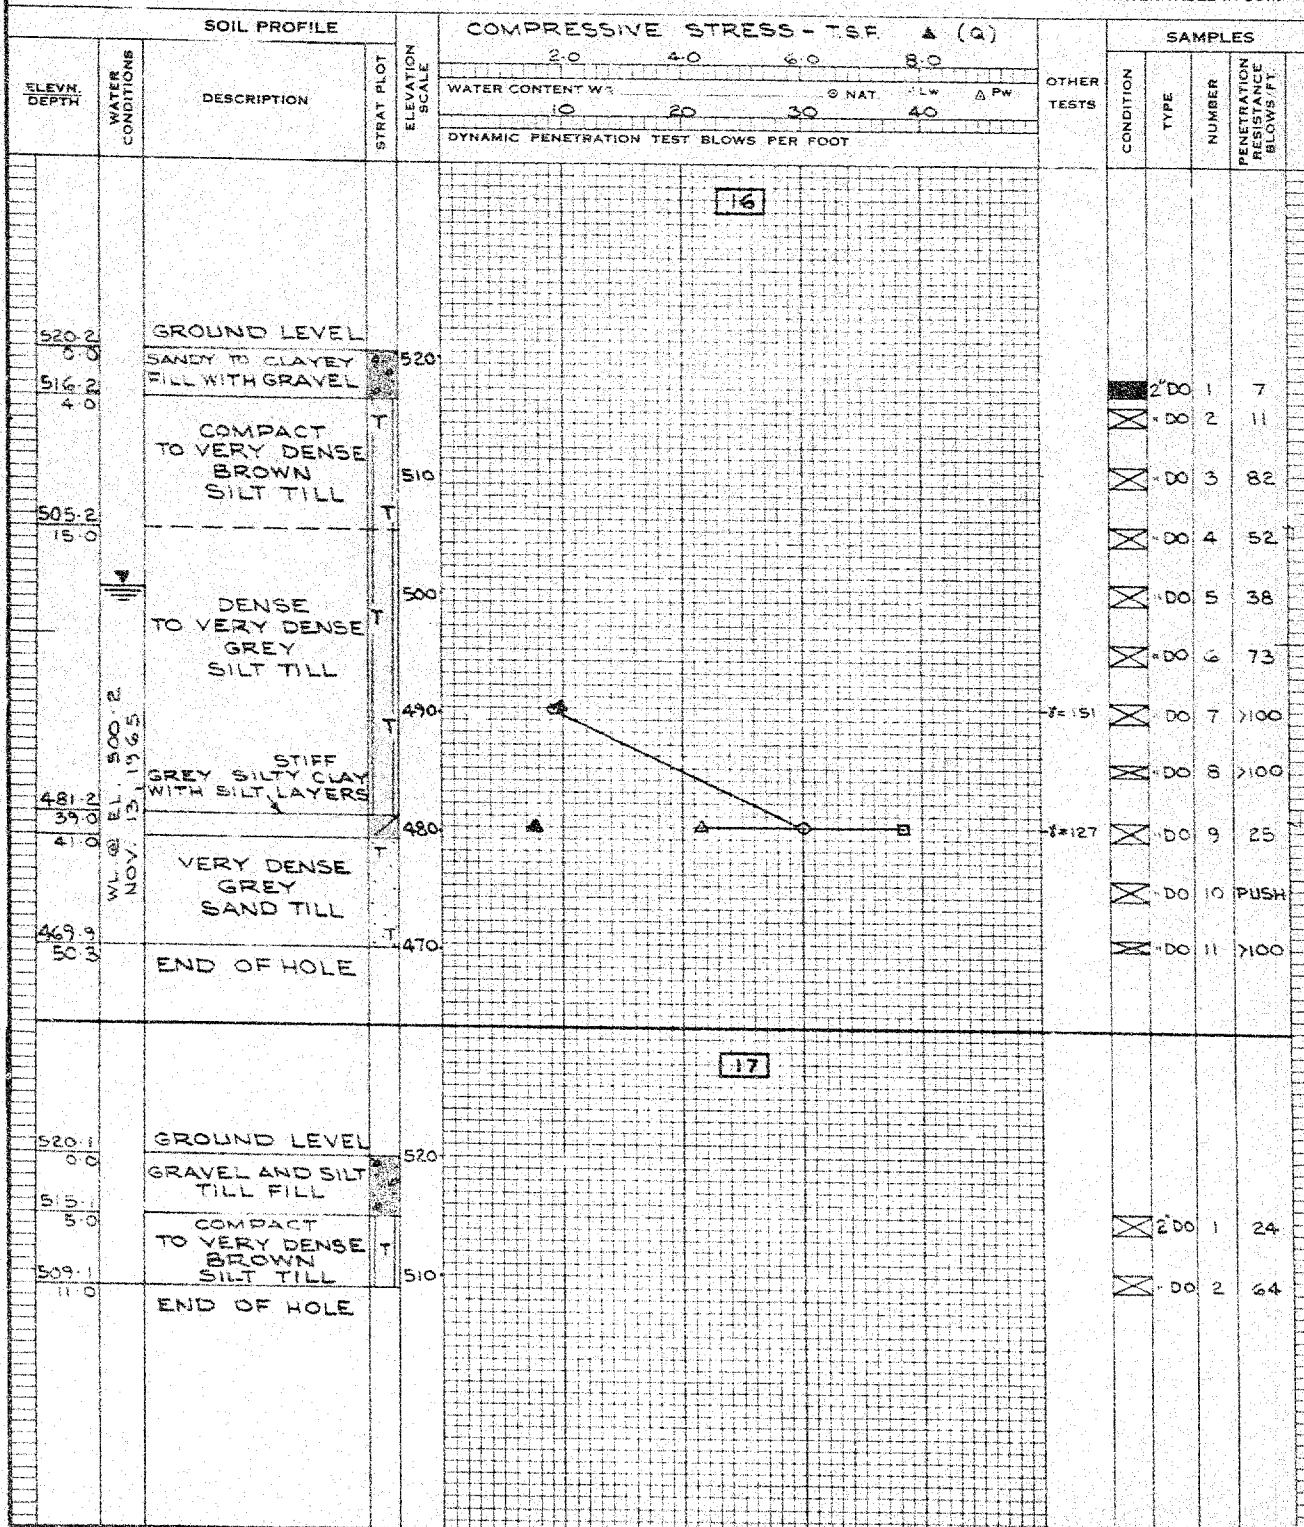 SOIL PROFILE
ELEVN.
DEPTH
WATER
CONDITIONS
DESCRIPTION
STRAT PLOT
ELEVATION
SCALE
COMPRESSIVE STRESS - T.S.F. ▲ (Q)
2.0 4.0 6.0 8.0
WATER CONTENT W% ⊙ NAT. LW △ PW
10 20 30 40
DYNAMIC PENETRATION TEST BLOWS PER FOOT
OTHER
TESTS
SAMPLES
CONDITION
TYPE
NUMBER
PENETRATION
RESISTANCE
BLOWS / FT.
16
520.2
0.0
GROUND LEVEL
520
SANDY TO CLAYEY
FILL WITH GRAVEL
516.2
4.0
2" DO 1 7
" DO 2 11
T
COMPACT
TO VERY DENSE
BROWN
SILT TILL
510
" DO 3 82
505.2
15.0
T
" DO 4 52
500
" DO 5 38
DENSE
TO VERY DENSE
GREY
SILT TILL
T
" DO 6 73
WL @ EL. 500.2
NOV. 13, 1965
490
T
γ= 151
" DO 7 >100
STIFF
GREY SILTY CLAY
WITH SILT LAYERS
" DO 8 >100
481.2
39.0
41.0
480
γ=127
" DO 9 25
T
VERY DENSE
GREY
SAND TILL
" DO 10 PUSH
469.9
50.3
T
470
" DO 11 >100
END OF HOLE
17
520.1
0.0
GROUND LEVEL
520
GRAVEL AND SILT
TILL FILL
515.1
5.0
2" DO 1 24
COMPACT
TO VERY DENSE
BROWN
SILT TILL
T
509.1
11.0
510
" DO 2 64
END OF HOLE